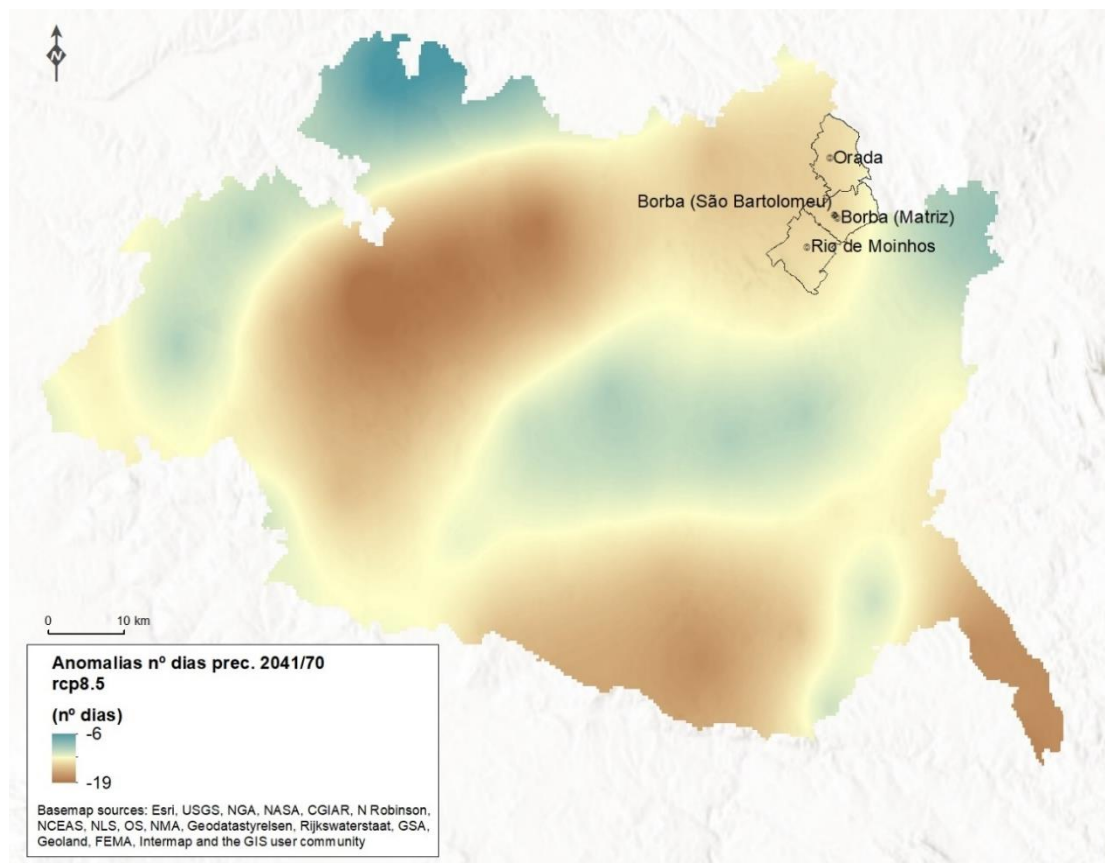 N
Orada
Borba (São Bartolomeu)
Borba (Matriz)
Rio de Moinhos
0 10 km
Anomalias nº dias prec. 2041/70
rcp8.5
(nº dias)
-6
-19
Basemap sources: Esri, USGS, NGA, NASA, CGIAR, N Robinson,
NCEAS, NLS, OS, NMA, Geodatastyrelsen, Rijkswaterstaat, GSA,
Geoland, FEMA, Intermap and the GIS user community